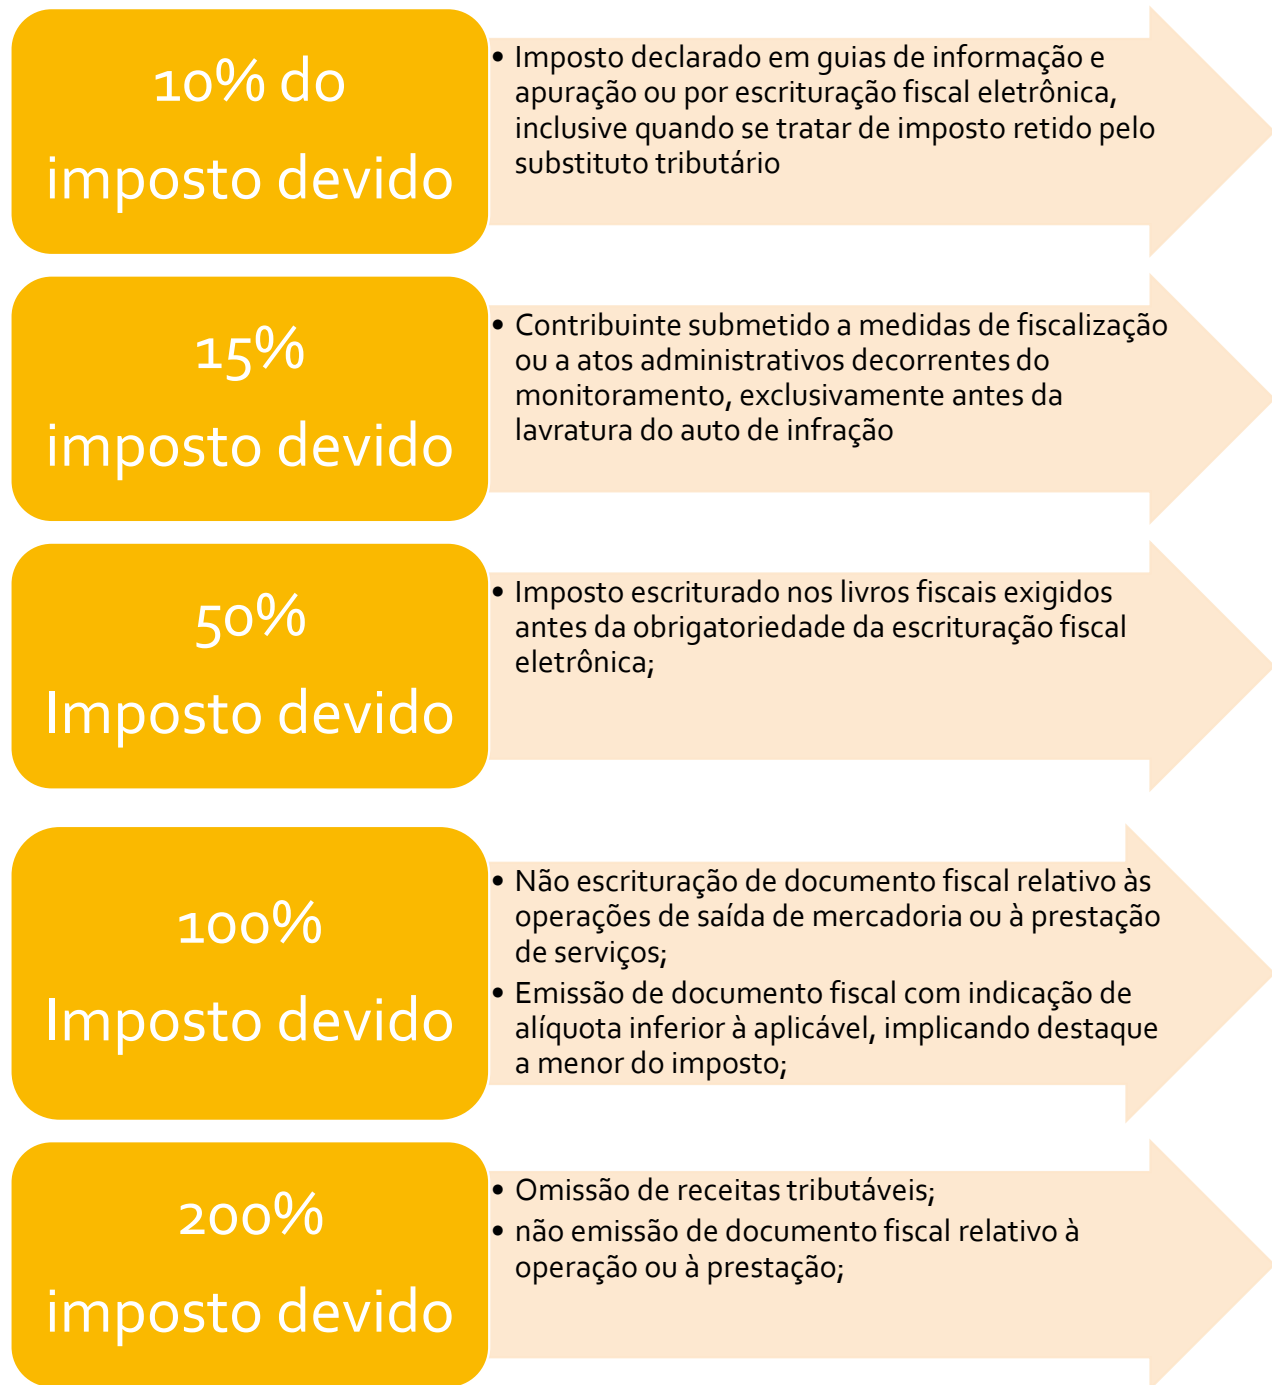 10% do
imposto devido
• Imposto declarado em guias de informação e
apuração ou por escrituração fiscal eletrônica,
inclusive quando se tratar de imposto retido pelo
substituto tributário
15%
imposto devido
• Contribuinte submetido a medidas de fiscalização
ou a atos administrativos decorrentes do
monitoramento, exclusivamente antes da
lavratura do auto de infração
50%
Imposto devido
• Imposto escriturado nos livros fiscais exigidos
antes da obrigatoriedade da escrituração fiscal
eletrônica;
100%
Imposto devido
• Não escrituração de documento fiscal relativo às
operações de saída de mercadoria ou à prestação
de serviços;
• Emissão de documento fiscal com indicação de
alíquota inferior à aplicável, implicando destaque
a menor do imposto;
200%
imposto devido
• Omissão de receitas tributáveis;
• não emissão de documento fiscal relativo à
operação ou à prestação;